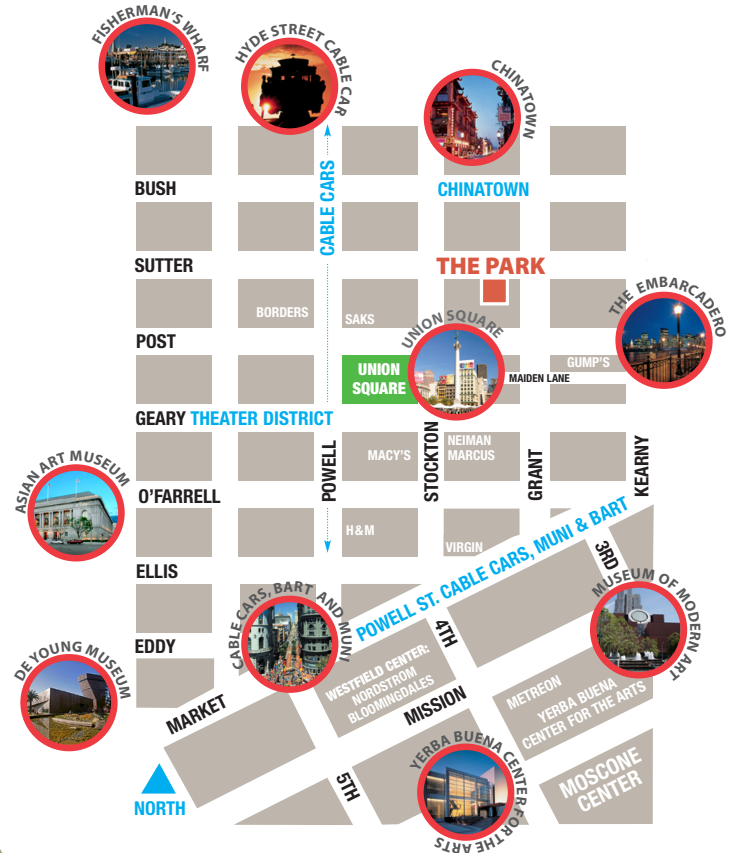 FISHERMAN'S WHARF
HYDE STREET CABLE CAR
CHINATOWN
CABLE CARS
BUSH
CHINATOWN
SUTTER
THE PARK
THE EMBARCADERO
BORDERS
SAKS
UNION SQUARE
POST
UNION
SQUARE
GUMP'S
MAIDEN LANE
GEARY THEATER DISTRICT
POWELL
STOCKTON
GRANT
KEARNY
MACY'S
NEIMAN
MARCUS
ASIAN ART MUSEUM
O'FARRELL
H&M
VIRGIN
POWELL ST. CABLE CARS, MUNI & BART
3RD
ELLIS
MUSEUM OF MODERN ART
CABLE CARS, BART AND MUNI
4TH
EDDY
DE YOUNG MUSEUM
WESTFIELD CENTER:
NORDSTROM
BLOOMINGDALES
MARKET
MISSION
METREON
YERBA BUENA
CENTER FOR THE ARTS
YERBA BUENA CENTER FOR THE ARTS
5TH
MOSCONE
CENTER
NORTH